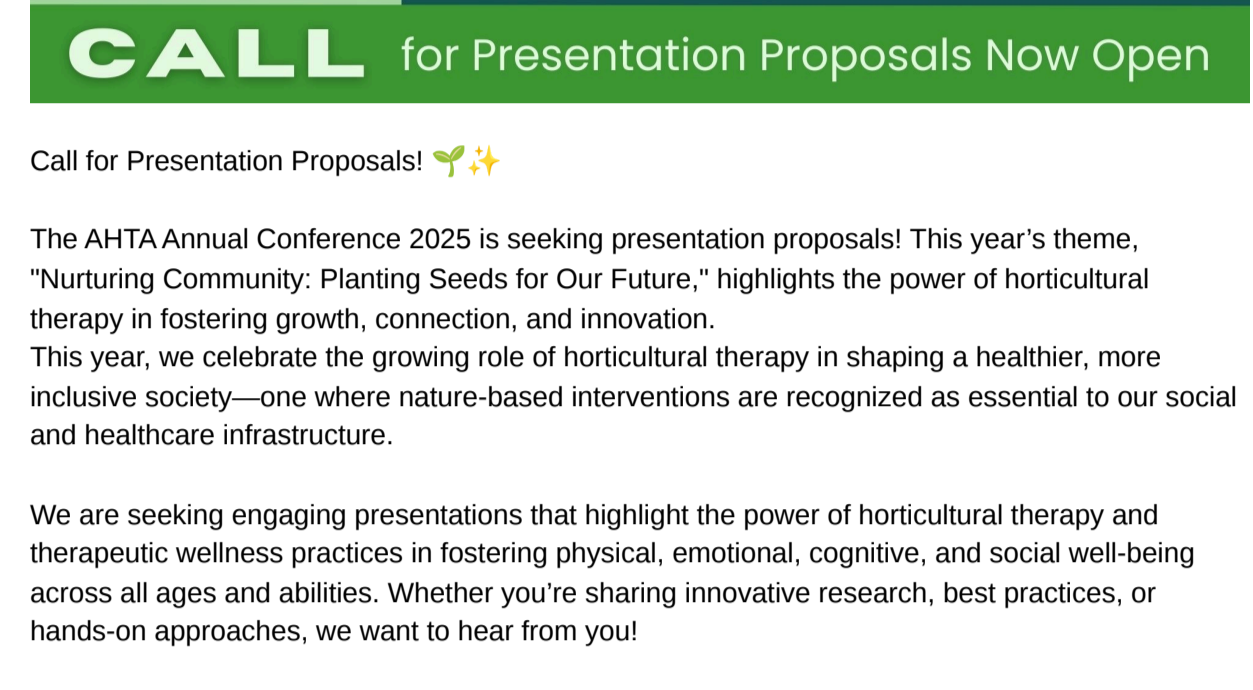 CALL for Presentation Proposals Now Open
Call for Presentation Proposals! 🌱✨
The AHTA Annual Conference 2025 is seeking presentation proposals! This year’s theme,
"Nurturing Community: Planting Seeds for Our Future," highlights the power of horticultural
therapy in fostering growth, connection, and innovation.
This year, we celebrate the growing role of horticultural therapy in shaping a healthier, more
inclusive society—one where nature-based interventions are recognized as essential to our social
and healthcare infrastructure.
We are seeking engaging presentations that highlight the power of horticultural therapy and
therapeutic wellness practices in fostering physical, emotional, cognitive, and social well-being
across all ages and abilities. Whether you’re sharing innovative research, best practices, or
hands-on approaches, we want to hear from you!